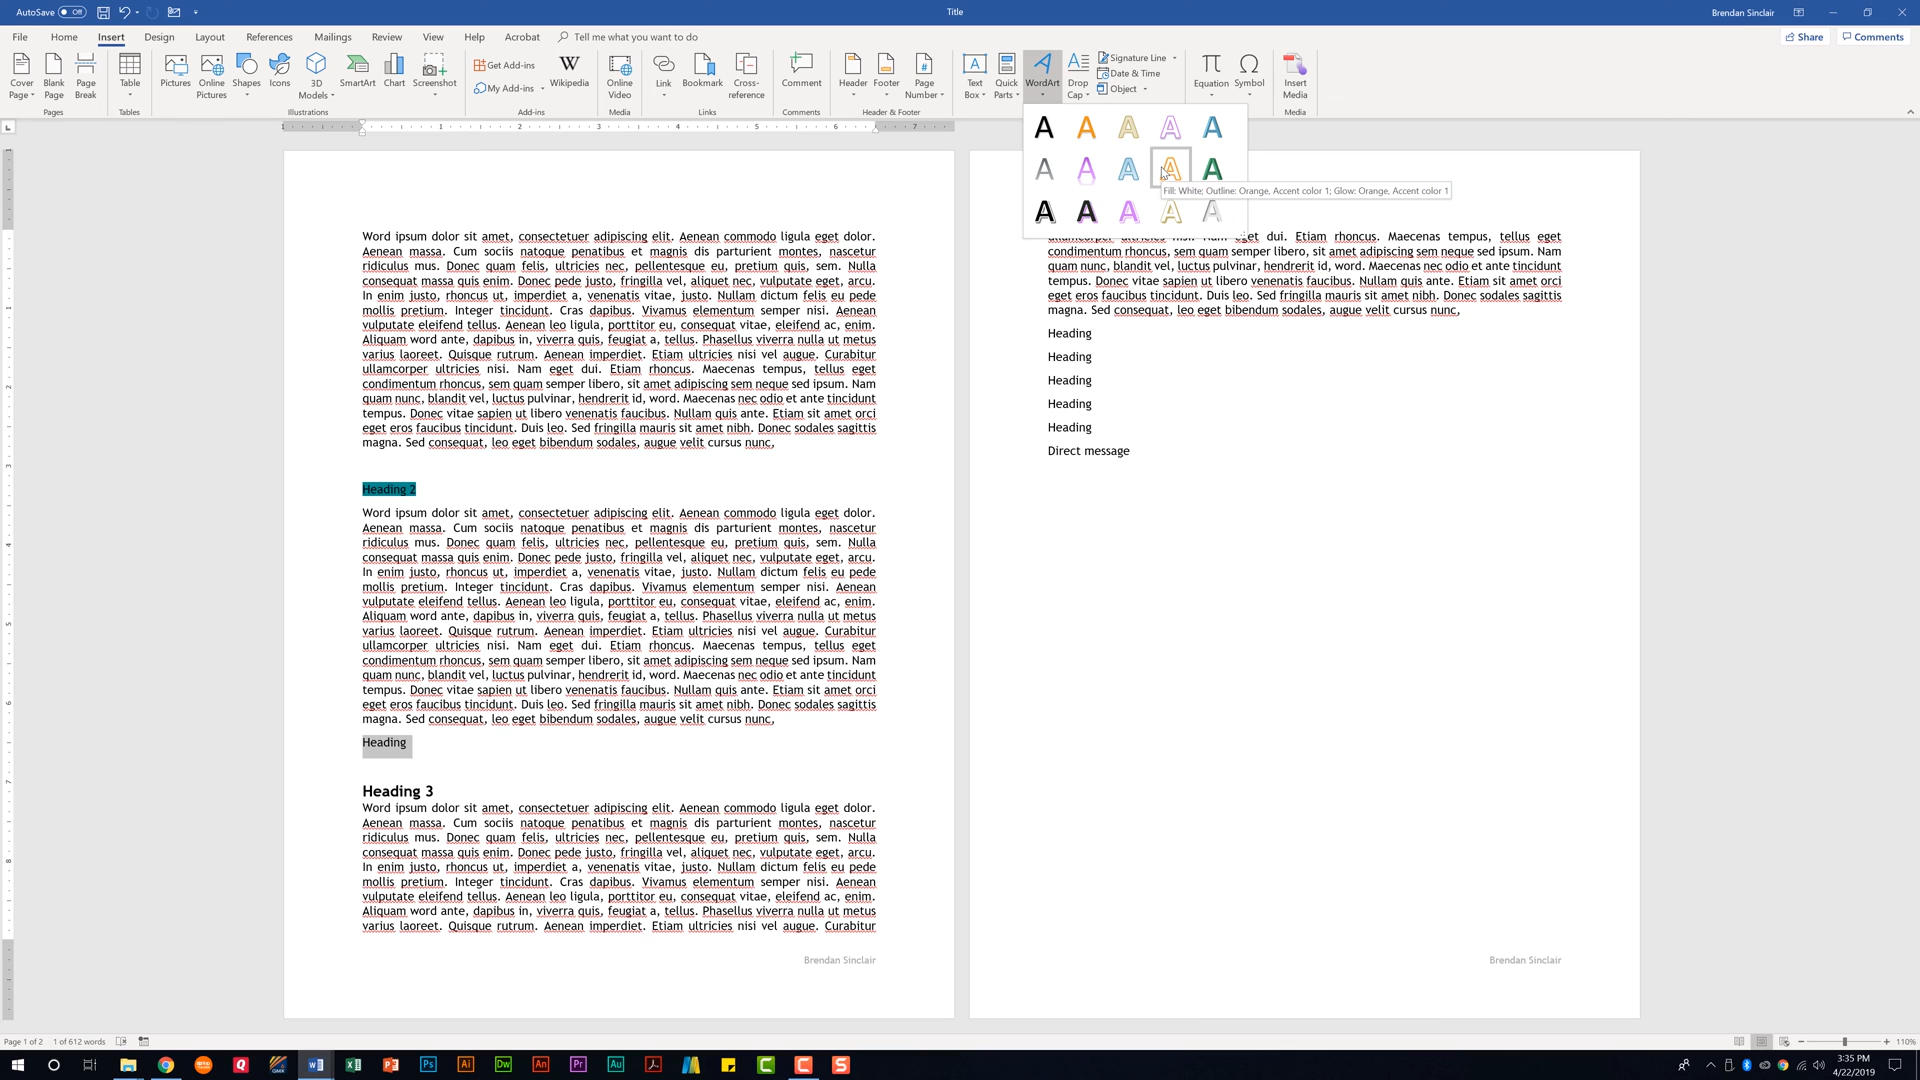 AutoSave Off
Title
Brendan Sinclair
File Home Insert Design Layout References Mailings Review View Help Acrobat Tell me what you want to do
Share Comments
Cover Page
Blank Page
Page Break
Table
Pictures
Online Pictures
Shapes
Icons
3D Models
SmartArt
Chart
Screenshot
Get Add-ins
My Add-ins
Wikipedia
Online Video
Link
Bookmark
Cross-reference
Comment
Header
Footer
Page Number
Text Box
Quick Parts
WordArt
Drop Cap
Signature Line
Date & Time
Object
Equation
Symbol
Insert Media
Pages Tables Illustrations Add-ins Media Links Comments Header & Footer Media
A A A A A
A A A A A
Fill: White; Outline: Orange, Accent color 1; Glow: Orange, Accent color 1
A A A A A
Word ipsum dolor sit amet, consectetuer adipiscing elit. Aenean commodo ligula eget dolor.
Aenean massa. Cum sociis natoque penatibus et magnis dis parturient montes, nascetur
ridiculus mus. Donec quam felis, ultricies nec, pellentesque eu, pretium quis, sem. Nulla
consequat massa quis enim. Donec pede justo, fringilla vel, aliquet nec, vulputate eget, arcu.
In enim justo, rhoncus ut, imperdiet a, venenatis vitae, justo. Nullam dictum felis eu pede
mollis pretium. Integer tincidunt. Cras dapibus. Vivamus elementum semper nisi. Aenean
vulputate eleifend tellus. Aenean leo ligula, porttitor eu, consequat vitae, eleifend ac, enim.
Aliquam word ante, dapibus in, viverra quis, feugiat a, tellus. Phasellus viverra nulla ut metus
varius laoreet. Quisque rutrum. Aenean imperdiet. Etiam ultricies nisi vel augue. Curabitur
ullamcorper ultricies nisi. Nam eget dui. Etiam rhoncus. Maecenas tempus, tellus eget
condimentum rhoncus, sem quam semper libero, sit amet adipiscing sem neque sed ipsum. Nam
quam nunc, blandit vel, luctus pulvinar, hendrerit id, word. Maecenas nec odio et ante tincidunt
tempus. Donec vitae sapien ut libero venenatis faucibus. Nullam quis ante. Etiam sit amet orci
eget eros faucibus tincidunt. Duis leo. Sed fringilla mauris sit amet nibh. Donec sodales sagittis
magna. Sed consequat, leo eget bibendum sodales, augue velit cursus nunc,
Heading 2
Word ipsum dolor sit amet, consectetuer adipiscing elit. Aenean commodo ligula eget dolor.
Aenean massa. Cum sociis natoque penatibus et magnis dis parturient montes, nascetur
ridiculus mus. Donec quam felis, ultricies nec, pellentesque eu, pretium quis, sem. Nulla
consequat massa quis enim. Donec pede justo, fringilla vel, aliquet nec, vulputate eget, arcu.
In enim justo, rhoncus ut, imperdiet a, venenatis vitae, justo. Nullam dictum felis eu pede
mollis pretium. Integer tincidunt. Cras dapibus. Vivamus elementum semper nisi. Aenean
vulputate eleifend tellus. Aenean leo ligula, porttitor eu, consequat vitae, eleifend ac, enim.
Aliquam word ante, dapibus in, viverra quis, feugiat a, tellus. Phasellus viverra nulla ut metus
varius laoreet. Quisque rutrum. Aenean imperdiet. Etiam ultricies nisi vel augue. Curabitur
ullamcorper ultricies nisi. Nam eget dui. Etiam rhoncus. Maecenas tempus, tellus eget
condimentum rhoncus, sem quam semper libero, sit amet adipiscing sem neque sed ipsum. Nam
quam nunc, blandit vel, luctus pulvinar, hendrerit id, word. Maecenas nec odio et ante tincidunt
tempus. Donec vitae sapien ut libero venenatis faucibus. Nullam quis ante. Etiam sit amet orci
eget eros faucibus tincidunt. Duis leo. Sed fringilla mauris sit amet nibh. Donec sodales sagittis
magna. Sed consequat, leo eget bibendum sodales, augue velit cursus nunc,
Heading
Heading 3
Word ipsum dolor sit amet, consectetuer adipiscing elit. Aenean commodo ligula eget dolor.
Aenean massa. Cum sociis natoque penatibus et magnis dis parturient montes, nascetur
ridiculus mus. Donec quam felis, ultricies nec, pellentesque eu, pretium quis, sem. Nulla
consequat massa quis enim. Donec pede justo, fringilla vel, aliquet nec, vulputate eget, arcu.
In enim justo, rhoncus ut, imperdiet a, venenatis vitae, justo. Nullam dictum felis eu pede
mollis pretium. Integer tincidunt. Cras dapibus. Vivamus elementum semper nisi. Aenean
vulputate eleifend tellus. Aenean leo ligula, porttitor eu, consequat vitae, eleifend ac, enim.
Aliquam word ante, dapibus in, viverra quis, feugiat a, tellus. Phasellus viverra nulla ut metus
varius laoreet. Quisque rutrum. Aenean imperdiet. Etiam ultricies nisi vel augue. Curabitur
Brendan Sinclair
eget dui. Etiam rhoncus. Maecenas tempus, tellus eget
condimentum rhoncus, sem quam semper libero, sit amet adipiscing sem neque sed ipsum. Nam
quam nunc, blandit vel, luctus pulvinar, hendrerit id, word. Maecenas nec odio et ante tincidunt
tempus. Donec vitae sapien ut libero venenatis faucibus. Nullam quis ante. Etiam sit amet orci
eget eros faucibus tincidunt. Duis leo. Sed fringilla mauris sit amet nibh. Donec sodales sagittis
magna. Sed consequat, leo eget bibendum sodales, augue velit cursus nunc,
Heading
Heading
Heading
Heading
Heading
Direct message
Brendan Sinclair
Page 1 of 2 1 of 612 words
110%
3:35 PM
4/22/2019